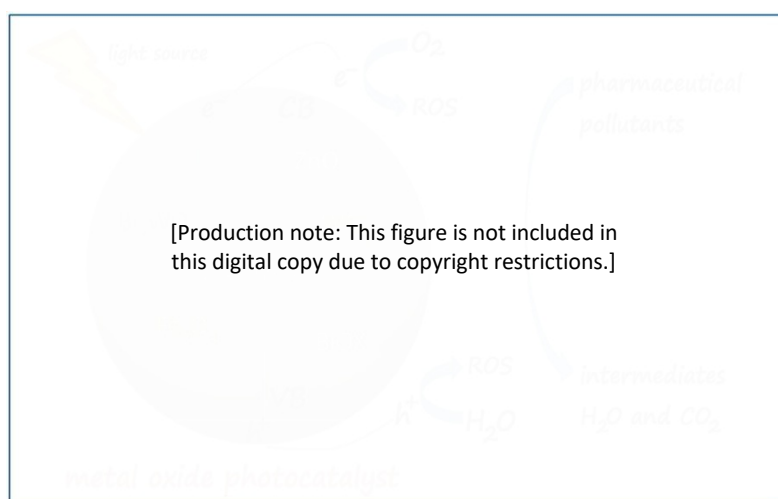 light source
O₂
e⁻
e⁻
CB
ROS
pharmaceutical
pollutants
[Production note: This figure is not included in
this digital copy due to copyright restrictions.]
ROS
h⁺
H₂O
intermediates
H₂O and CO₂
metal oxide photocatalyst